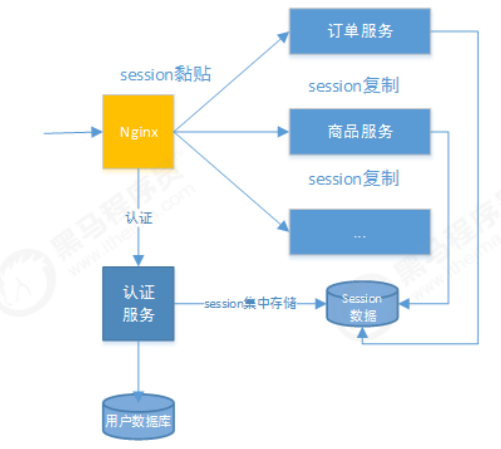 订单服务
session黏贴
session复制
Nginx
商品服务
session复制
...
认证
认证
服务
session集中存储
Session
数据
用户数据库
黑马程序员
www.itheima.com
黑马程序员